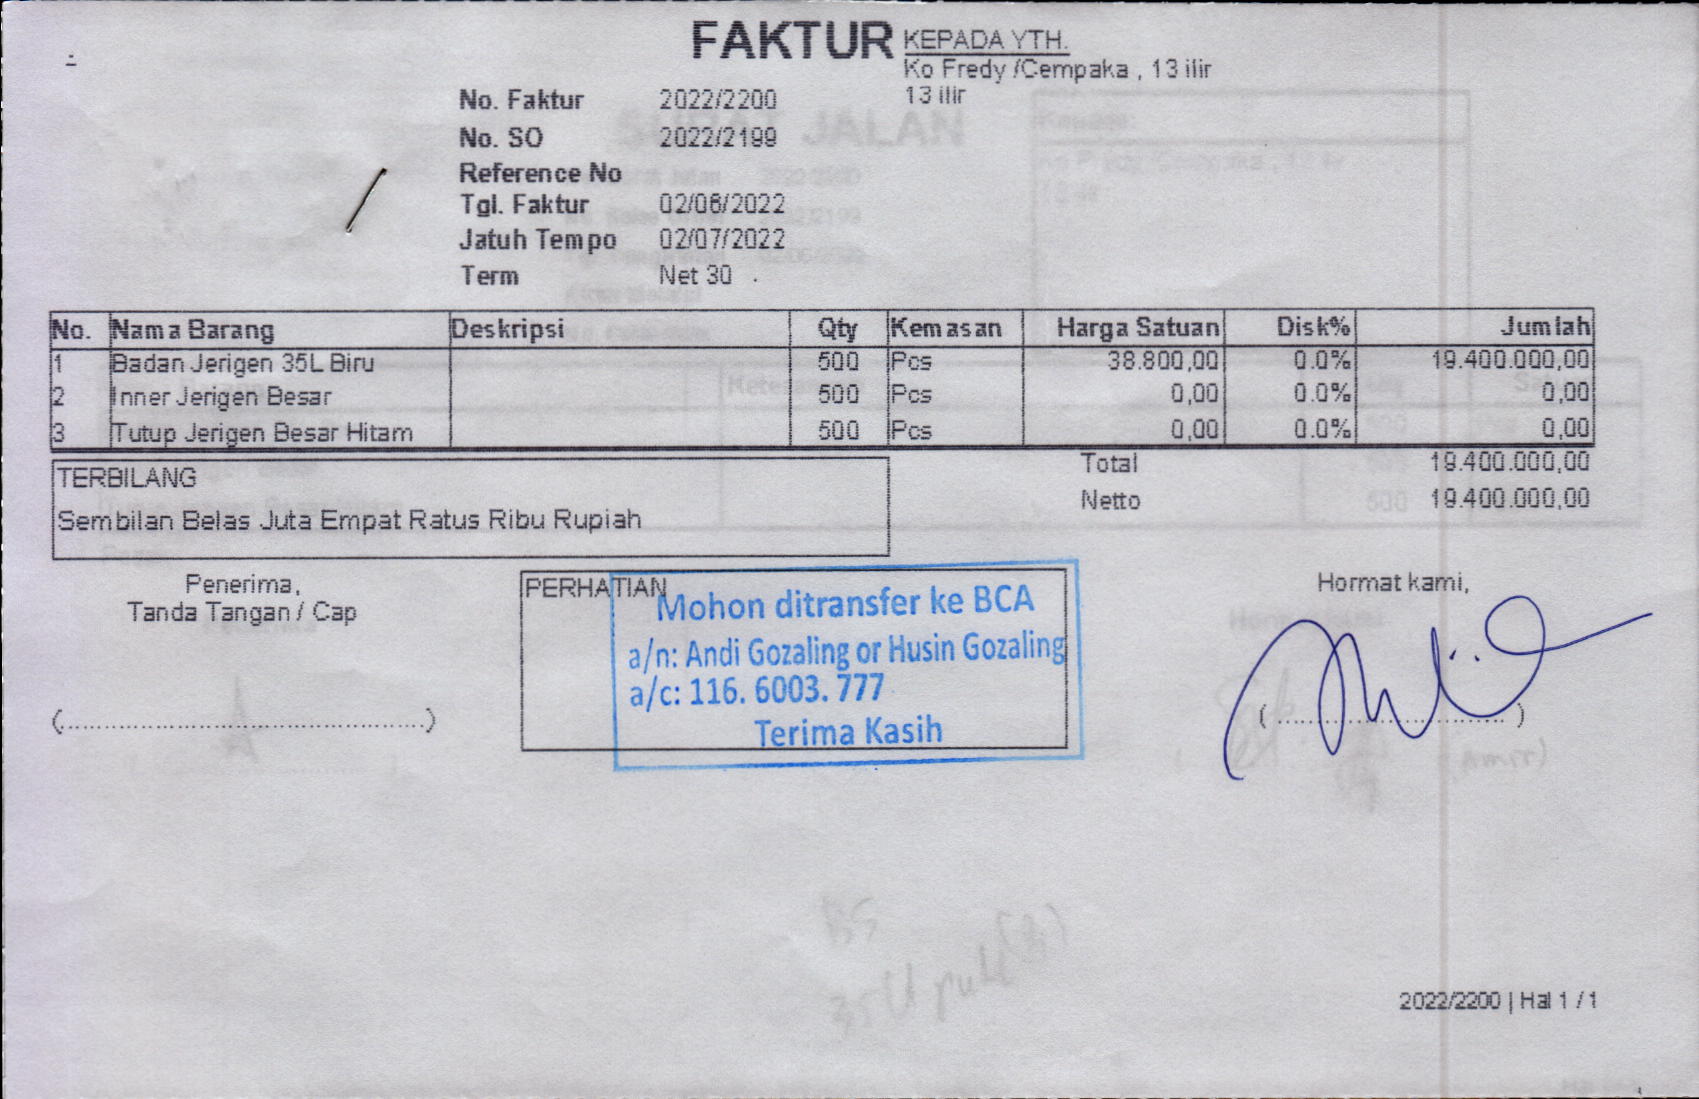 FAKTUR
KEPADA YTH.
Ko Fredy /Cempaka , 13 ilir
13 ilir
No. Faktur 2022/2200
No. SO 2022/2199
Reference No
Tgl. Faktur 02/06/2022
Jatuh Tempo 02/07/2022
Term Net 30
No. Nama Barang Deskripsi Qty Kemasan Harga Satuan Disk% Jumlah
1 Badan Jerigen 35L Biru 500 Pcs 38.800,00 0.0% 19.400.000,00
2 Inner Jerigen Besar 500 Pcs 0,00 0.0% 0,00
3 Tutup Jerigen Besar Hitam 500 Pcs 0,00 0.0% 0,00
Total 19.400.000,00
Netto 19.400.000,00
TERBILANG
Sembilan Belas Juta Empat Ratus Ribu Rupiah
Penerima,
Tanda Tangan / Cap
(........................................)
PERHATIAN
Mohon ditransfer ke BCA
a/n: Andi Gozaling or Husin Gozaling
a/c: 116. 6003. 777
Terima Kasih
Hormat kami,
(............................)
2022/2200 | Hal 1 / 1